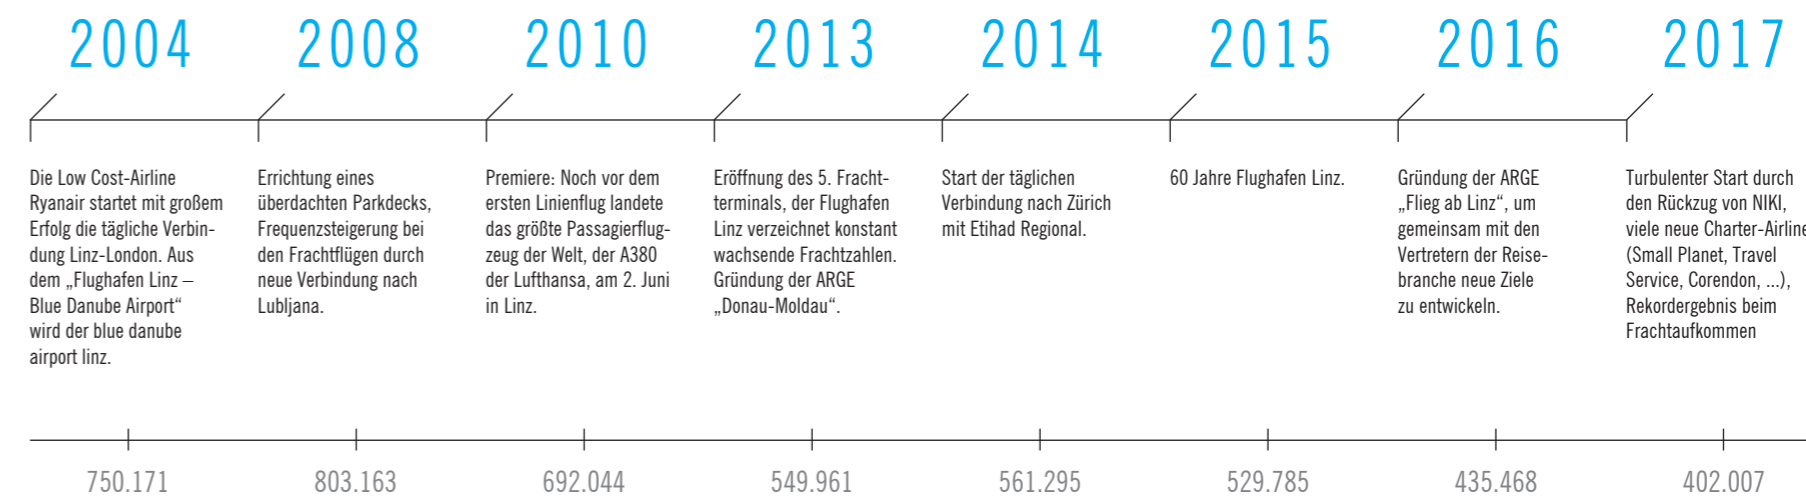 2004
2008
2010
2013
2014
2015
2016
2017
Die Low Cost-Airline
Ryanair startet mit großem
Erfolg die tägliche Verbin-
dung Linz-London. Aus
dem „Flughafen Linz –
Blue Danube Airport“
wird der blue danube
airport linz.
Errichtung eines
überdachten Parkdecks,
Frequenzsteigerung bei
den Frachtflügen durch
neue Verbindung nach
Lubljana.
Premiere: Noch vor dem
ersten Linienflug landete
das größte Passagierflug-
zeug der Welt, der A380
der Lufthansa, am 2. Juni
in Linz.
Eröffnung des 5. Fracht-
terminals, der Flughafen
Linz verzeichnet konstant
wachsende Frachtzahlen.
Gründung der ARGE
„Donau-Moldau“.
Start der täglichen
Verbindung nach Zürich
mit Etihad Regional.
60 Jahre Flughafen Linz.
Gründung der ARGE
„Flieg ab Linz“, um
gemeinsam mit den
Vertretern der Reise-
branche neue Ziele
zu entwickeln.
Turbulenter Start durch
den Rückzug von NIKI,
viele neue Charter-Airline
(Small Planet, Travel
Service, Corendon, ...),
Rekordergebnis beim
Frachtaufkommen
750.171
803.163
692.044
549.961
561.295
529.785
435.468
402.007